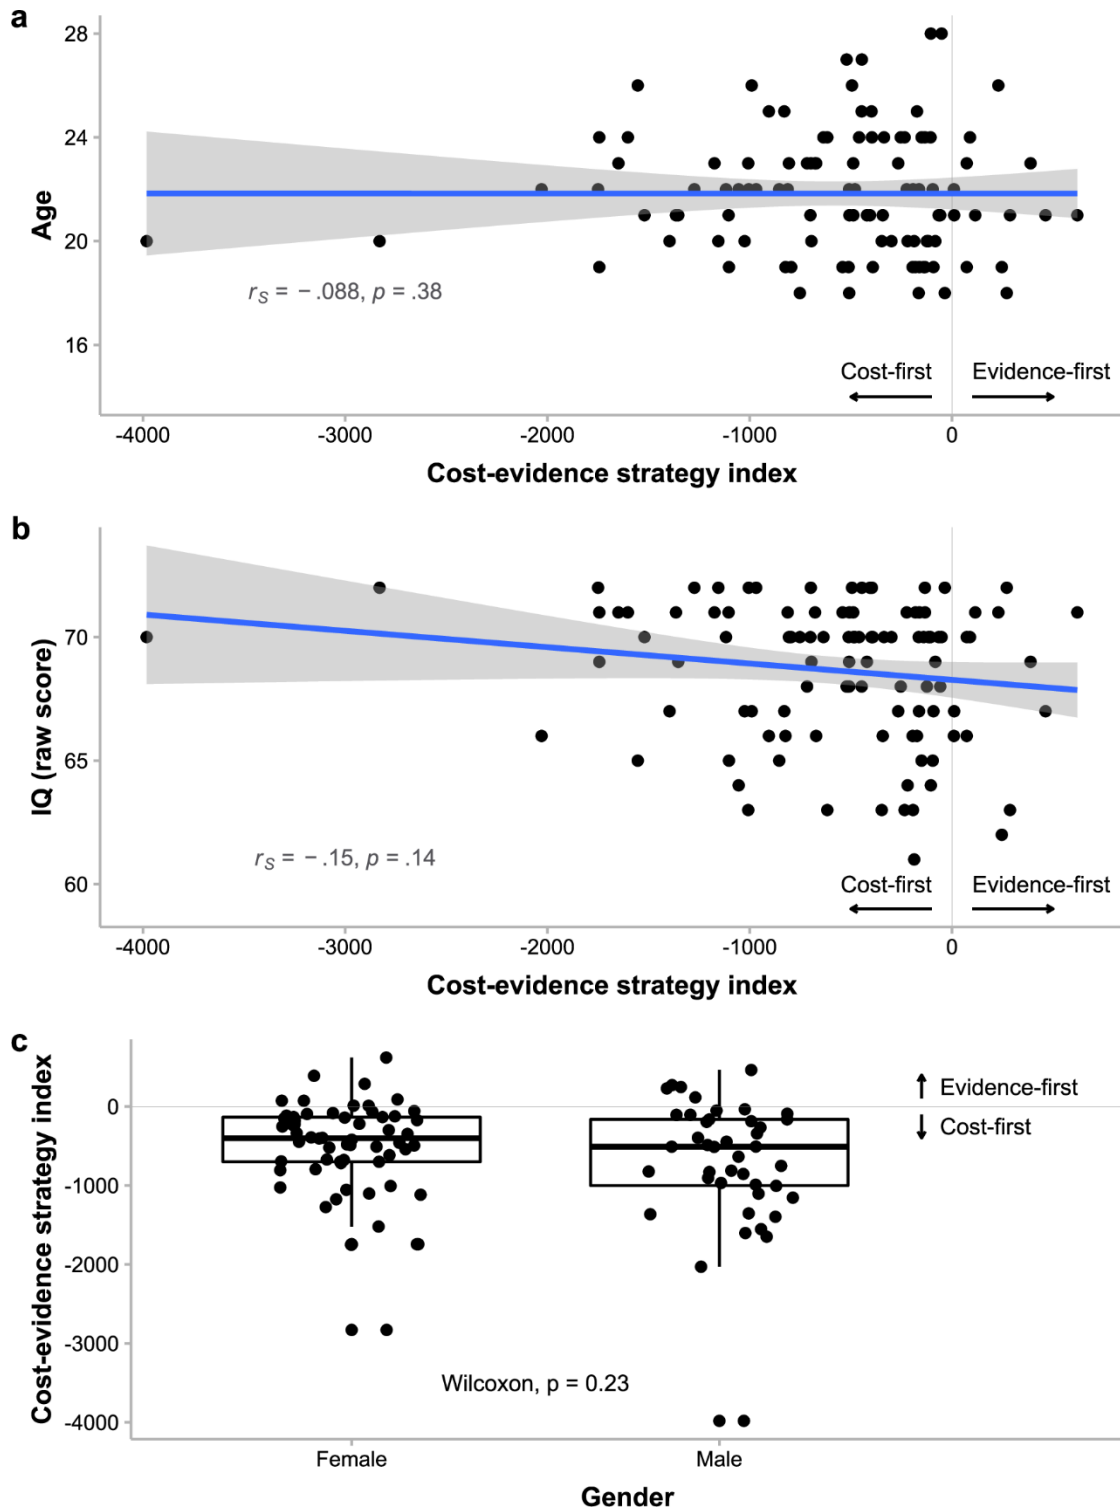 a
28
24
20
16
Age
r_S = −.088, p = .38
Cost-first
Evidence-first
-4000 -3000 -2000 -1000 0
Cost-evidence strategy index
b
70
65
60
IQ (raw score)
r_S = −.15, p = .14
Cost-first
Evidence-first
-4000 -3000 -2000 -1000 0
Cost-evidence strategy index
c
0
-1000
-2000
-3000
-4000
Cost-evidence strategy index
Evidence-first
Cost-first
Wilcoxon, p = 0.23
Female Male
Gender